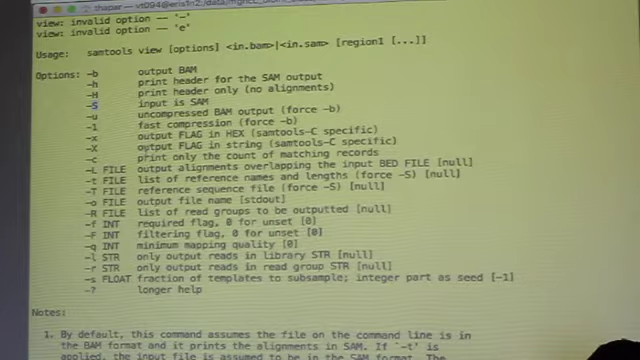 thapar — vt094@eris1n2:/data/
view: invalid option -- '-'
view: invalid option -- 'e'
Usage: samtools view [options] <in.bam>|<in.sam> [region1 [...]]
Options: -b output BAM
-h print header for the SAM output
-H print header only (no alignments)
-S input is SAM
-u uncompressed BAM output (force -b)
-1 fast compression (force -b)
-x output FLAG in HEX (samtools-C specific)
-X output FLAG in string (samtools-C specific)
-c print only the count of matching records
-L FILE output alignments overlapping the input BED FILE [null]
-t FILE list of reference names and lengths (force -S) [null]
-T FILE reference sequence file (force -S) [null]
-o FILE output file name [stdout]
-R FILE list of read groups to be outputted [null]
-f INT required flag, 0 for unset [0]
-F INT filtering flag, 0 for unset [0]
-q INT minimum mapping quality [0]
-l STR only output reads in library STR [null]
-r STR only output reads in read group STR [null]
-s FLOAT fraction of templates to subsample; integer part as seed [-1]
-? longer help
Notes:
1. By default, this command assumes the file on the command line is in
the BAM format and it prints the alignments in SAM. If `-t' is
applied, the input file is assumed to be in the SAM format. The